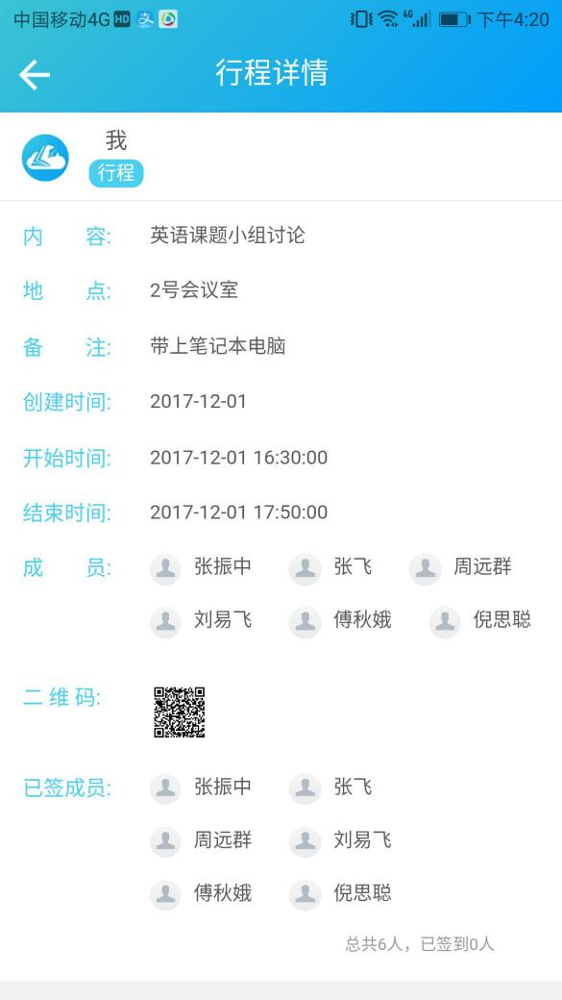 中国移动4G HD 下午4:20
行程详情
我
行程
内 容: 英语课题小组讨论
地 点: 2号会议室
备 注: 带上笔记本电脑
创建时间: 2017-12-01
开始时间: 2017-12-01 16:30:00
结束时间: 2017-12-01 17:50:00
成 员: 张振中 张飞 周远群
刘易飞 傅秋娥 倪思聪
二 维 码:
已签成员: 张振中 张飞
周远群 刘易飞
傅秋娥 倪思聪
总共6人，已签到0人